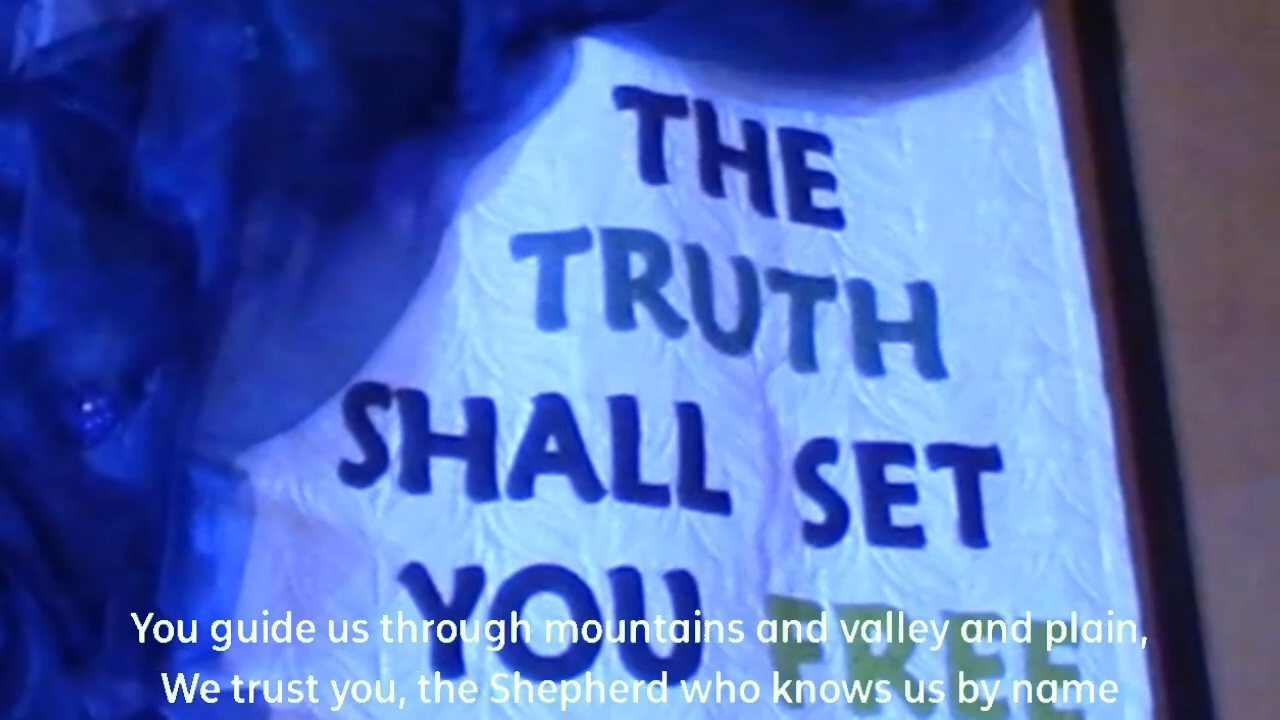 THE
TRUTH
SHALL SET
YOU FREE
You guide us through mountains and valley and plain,
We trust you, the Shepherd who knows us by name